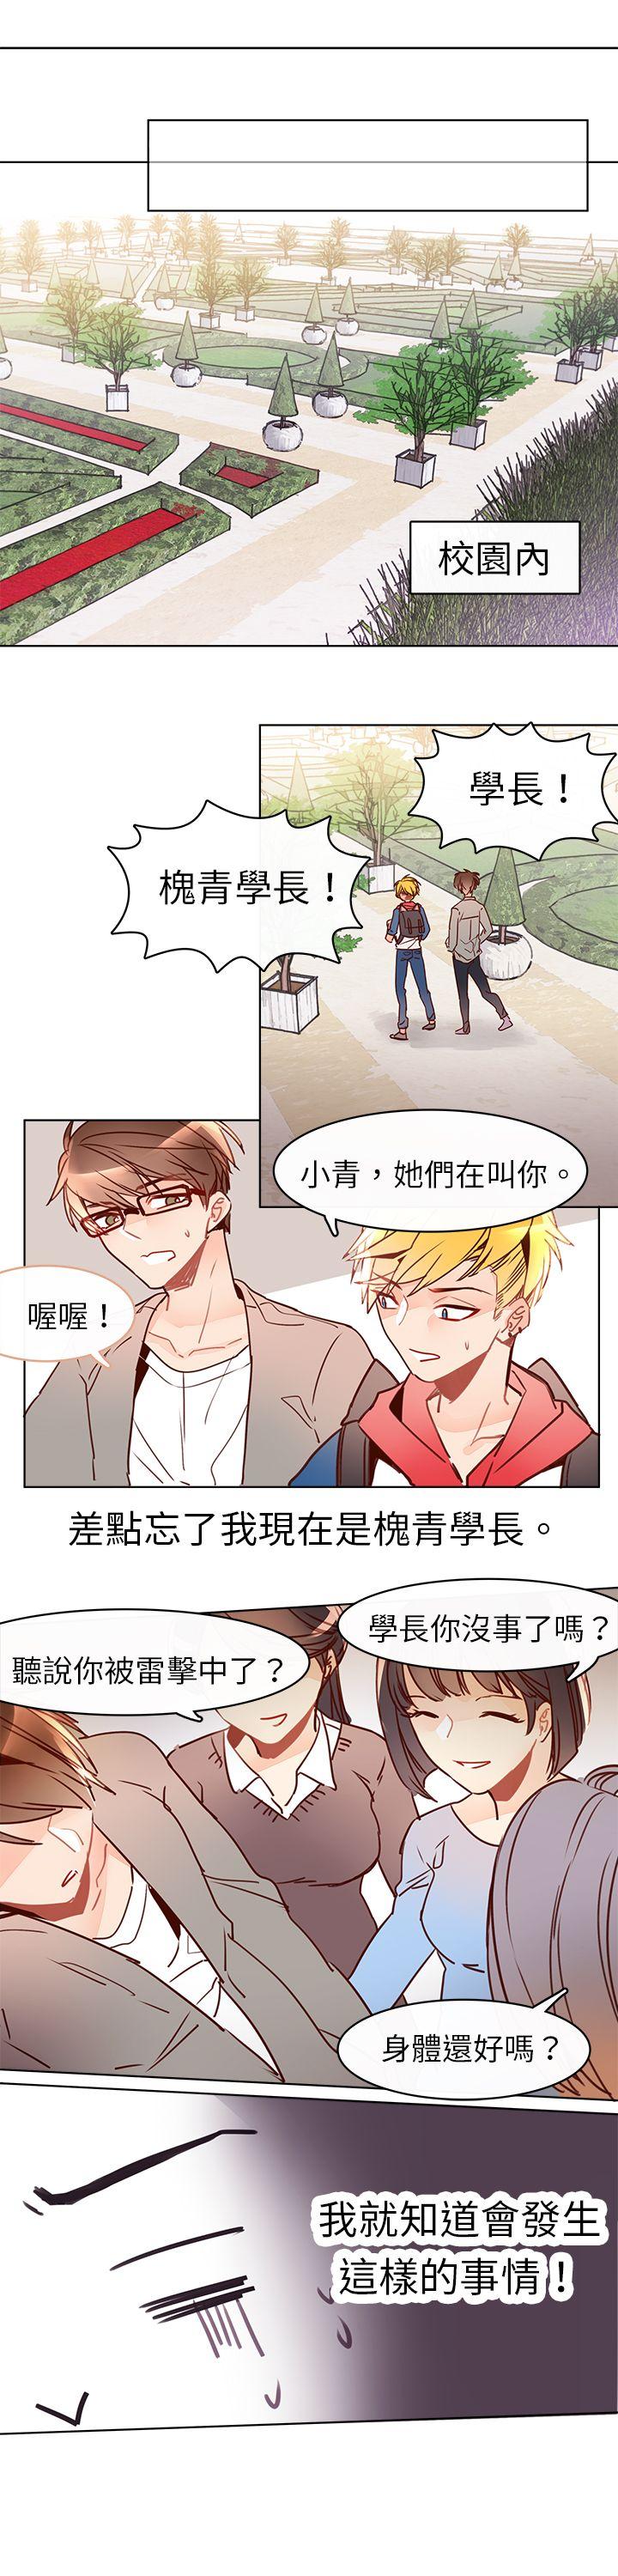 校園內
學長！
槐青學長！
小青，她們在叫你。
喔喔！
差點忘了我現在是槐青學長。
學長你沒事了嗎？
聽說你被雷擊中了？
身體還好嗎？
我就知道會發生
這樣的事情！